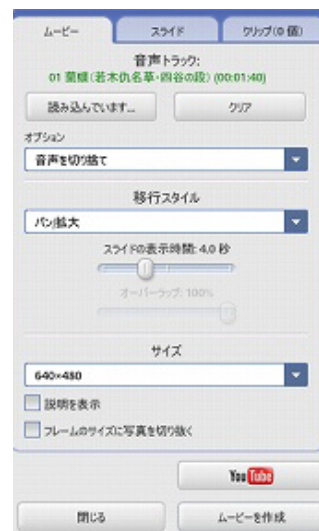 ムービー スライド クリップ(0 個)
音声トラック:
01 蘭蝶(若木仇名草・四谷の段) (00:01:40)
読み込んでいます... クリア
オプション
音声を切り捨て
移行スタイル
パン/拡大
スライドの表示時間: 4.0 秒
オーバーラップ: 100%
サイズ
640×480
説明を表示
フレームのサイズに写真を切り抜く
YouTube
閉じる ムービーを作成